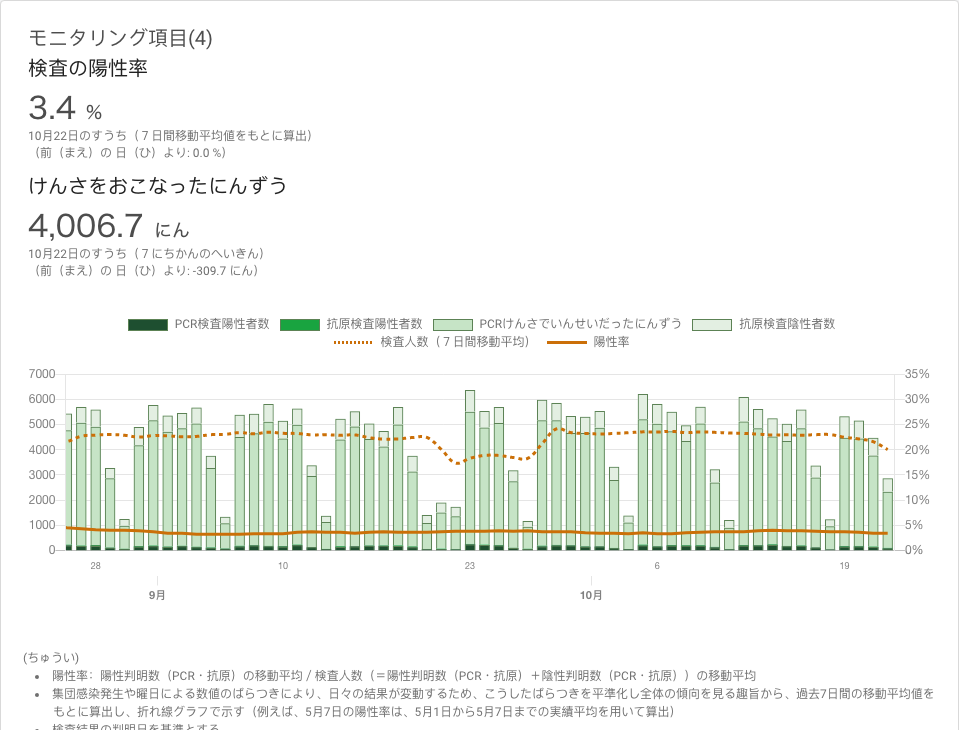 モニタリング項目(4)
検査の陽性率
3.4 %
10月22日のすうち（７日間移動平均値をもとに算出）
（前（まえ）の 日（ひ）より: 0.0 %）
けんさをおこなったにんずう
4,006.7 にん
10月22日のすうち（７にちかんのへいきん）
（前（まえ）の 日（ひ）より: -309.7 にん）
PCR検査陽性者数 抗原検査陽性者数 PCRけんさでいんせいだったにんずう 抗原検査陰性者数
検査人数（７日間移動平均） 陽性率
7000 35%
6000 30%
5000 25%
4000 20%
3000 15%
2000 10%
1000 5%
0 0%
28 10 23 6 19
9月 10月
(ちゅうい)
陽性率：陽性判明数（PCR・抗原）の移動平均 / 検査人数（＝陽性判明数（PCR・抗原）＋陰性判明数（PCR・抗原））の移動平均
集団感染発生や曜日による数値のばらつきにより、日々の結果が変動するため、こうしたばらつきを平準化し全体の傾向を見る趣旨から、過去7日間の移動平均値を
もとに算出し、折れ線グラフで示す（例えば、5月7日の陽性率は、5月1日から5月7日までの実績平均を用いて算出）
検査結果の判明日を基準とする